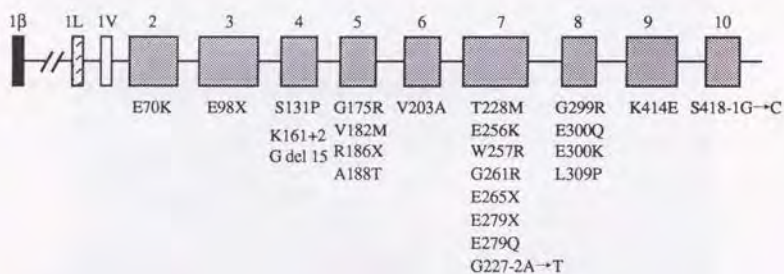 1β 1L 1V 2 3 4 5 6 7 8 9 10
E70K E98X S131P G175R V203A T228M G299R K414E S418-1G→C
K161+2 V182M E256K E300Q
G del 15 R186X W257R E300K
A188T G261R L309P
E265X
E279X
E279Q
G227-2A→T